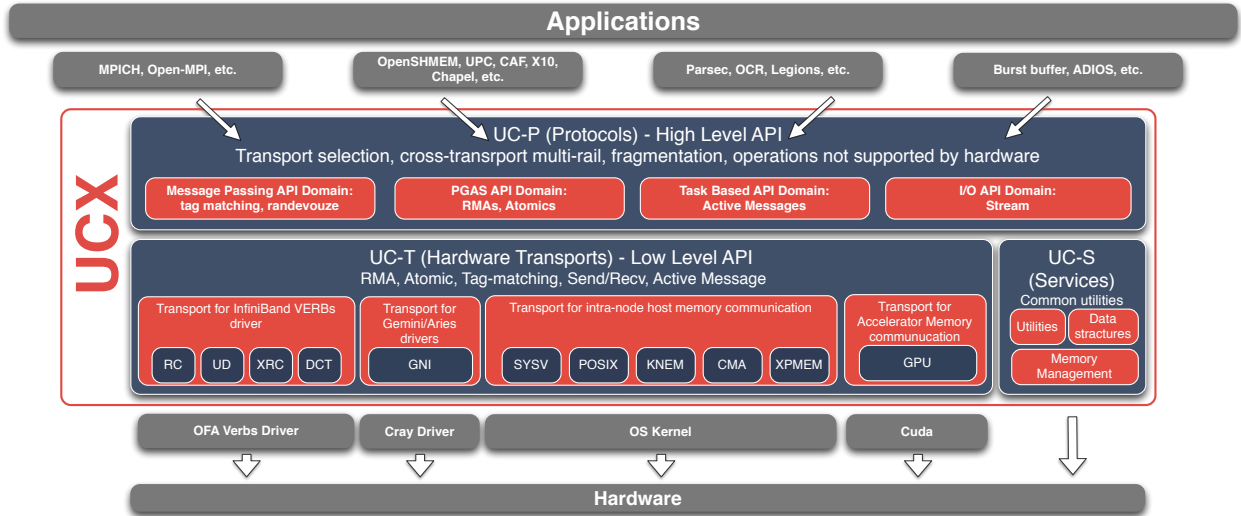 Applications
MPICH, Open-MPI, etc.
OpenSHMEM, UPC, CAF, X10,
Chapel, etc.
Parsec, OCR, Legions, etc.
Burst buffer, ADIOS, etc.
UCX
UC-P (Protocols) - High Level API
Transport selection, cross-transrport multi-rail, fragmentation, operations not supported by hardware
Message Passing API Domain:
tag matching, randevouze
PGAS API Domain:
RMAs, Atomics
Task Based API Domain:
Active Messages
I/O API Domain:
Stream
UC-T (Hardware Transports) - Low Level API
RMA, Atomic, Tag-matching, Send/Recv, Active Message
Transport for InfiniBand VERBs
driver
RC
UD
XRC
DCT
Transport for
Gemini/Aries
drivers
GNI
Transport for intra-node host memory communication
SYSV
POSIX
KNEM
CMA
XPMEM
Transport for
Accelerator Memory
communucation
GPU
UC-S
(Services)
Common utilities
Utilities
Data
stractures
Memory
Management
OFA Verbs Driver
Cray Driver
OS Kernel
Cuda
Hardware